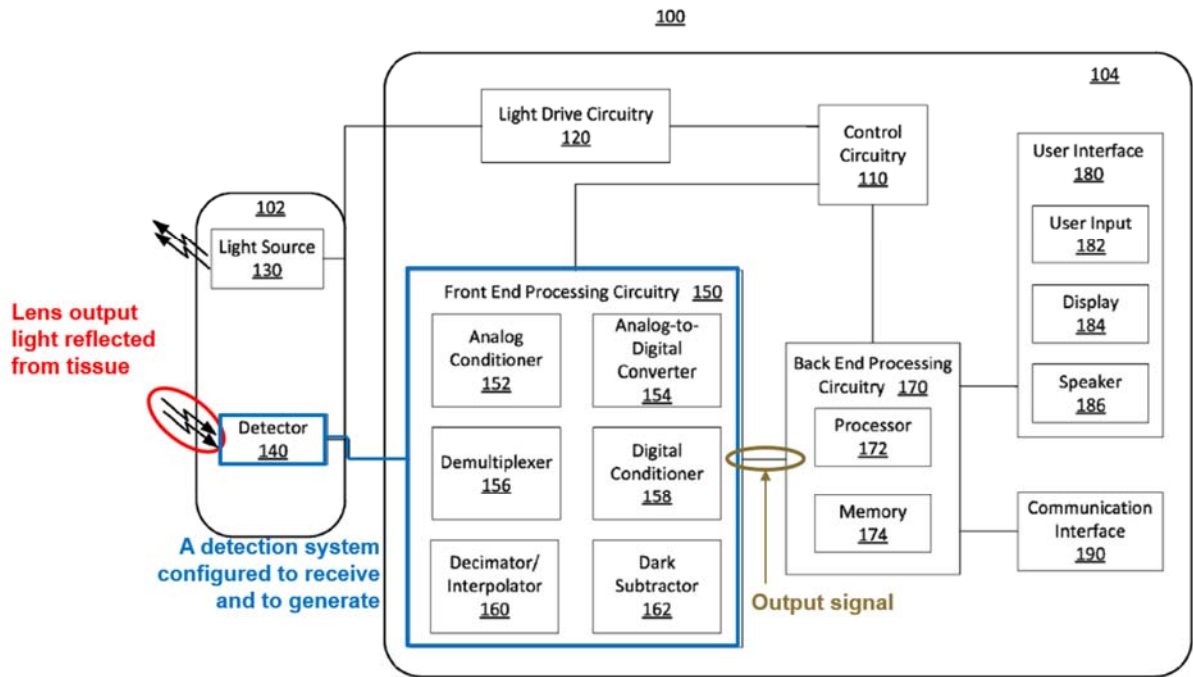 100
104
Light Drive Circuitry
120
Control
Circuitry
110
User Interface
180
User Input
182
Display
184
Speaker
186
102
Light Source
130
Lens output
light reflected
from tissue
Detector
140
Front End Processing Circuitry 150
Analog
Conditioner
152
Analog-to-
Digital
Converter
154
Demultiplexer
156
Digital
Conditioner
158
Decimator/
Interpolator
160
Dark
Subtractor
162
Back End Processing
Circuitry 170
Processor
172
Memory
174
Communication
Interface
190
A detection system
configured to receive
and to generate
Output signal